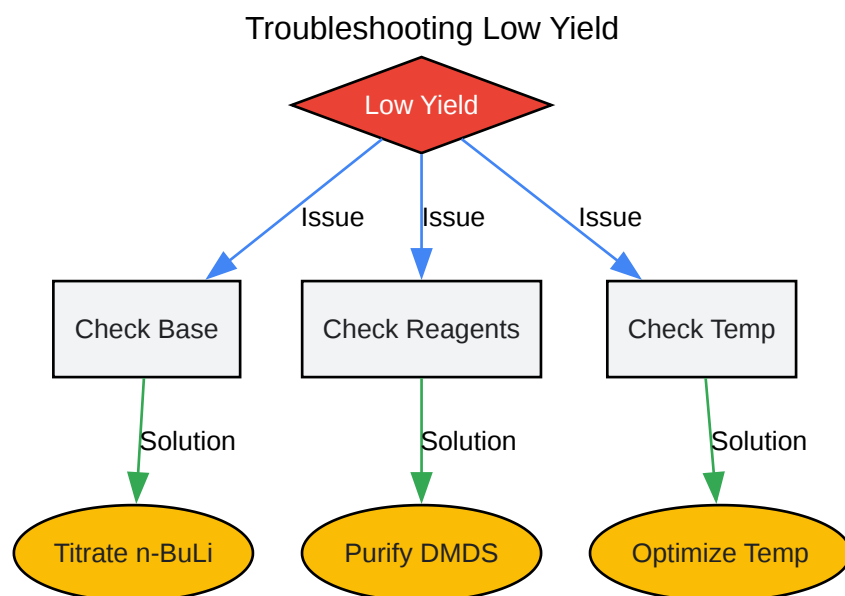 Troubleshooting Low Yield
Low Yield
Issue
Issue
Issue
Check Base
Check Reagents
Check Temp
Solution
Solution
Solution
Titrate n-BuLi
Purify DMDS
Optimize Temp